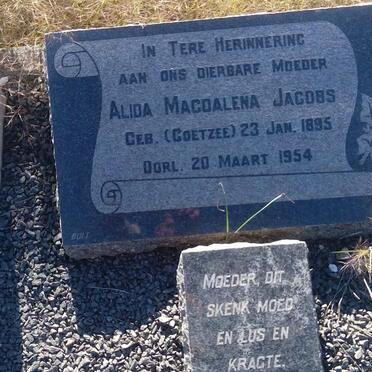 In Tere Herinnering
aan ons dierbare Moeder
Alida Magdalena Jacobs
Geb. (Coetzee) 23 Jan. 1895
Oorl. 20 Maart 1954
BULT
Moeder, dit
skenk moed
en lus en
kragte.